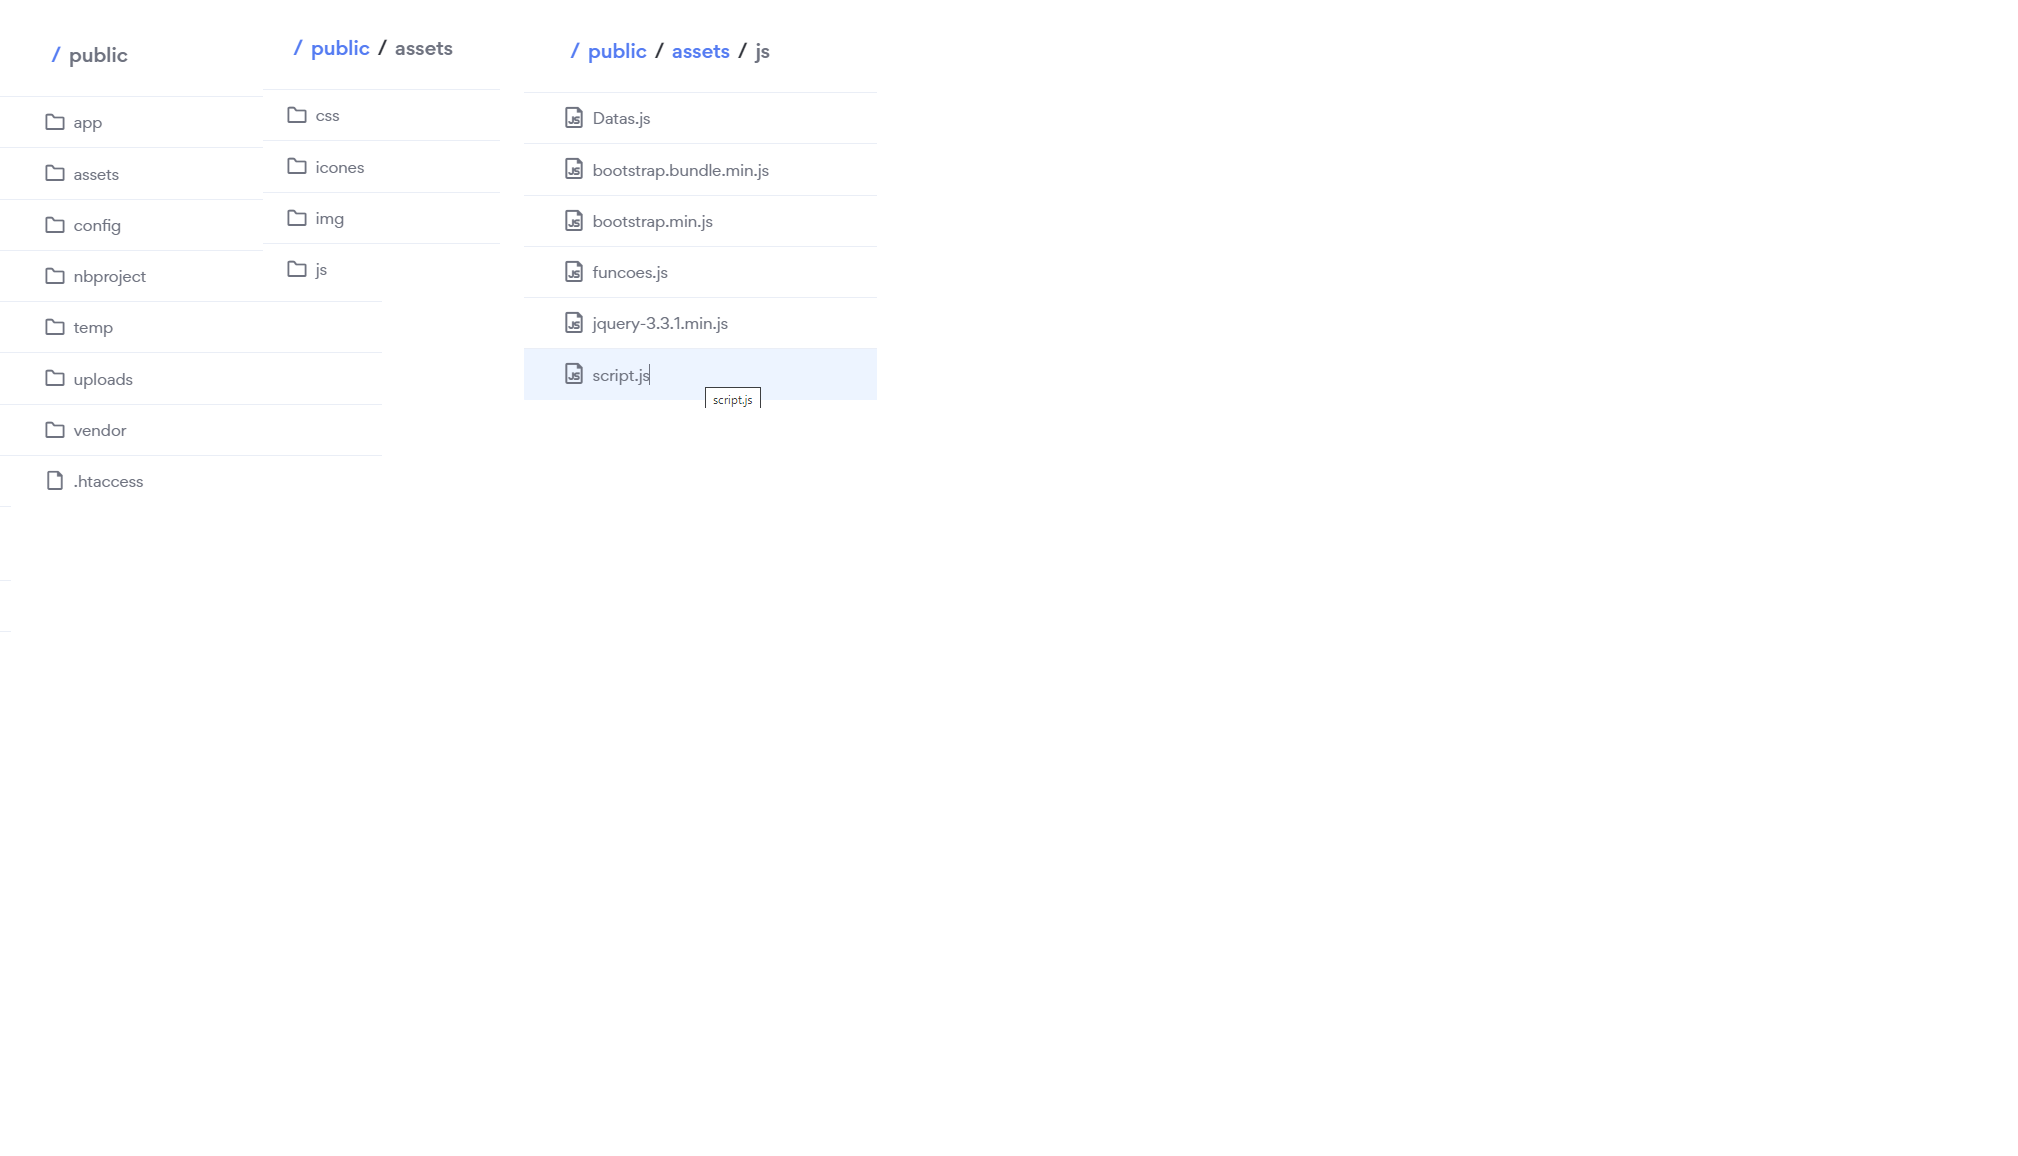 / public
app
assets
config
nbproject
temp
uploads
vendor
.htaccess
/ public / assets
css
icones
img
js
/ public / assets / js
Datas.js
bootstrap.bundle.min.js
bootstrap.min.js
funcoes.js
jquery-3.3.1.min.js
script.js
script.js